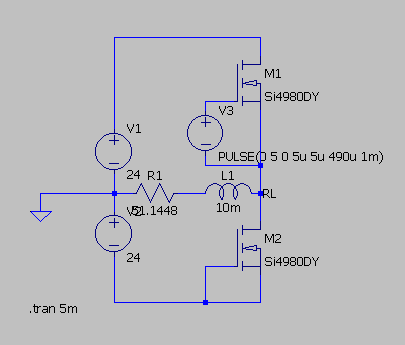 M1
Si4980DY
V1
V3
24
PULSE(0 5 0 5u 5u 490u 1m)
R1
L1
51.1448
10m
RL
V2
24
M2
Si4980DY
.tran 5m